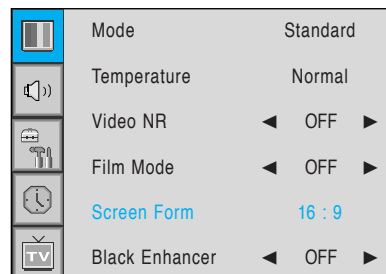 Mode Standard
Temperature Normal
Video NR ◀ OFF ▶
Film Mode ◀ OFF ▶
Screen Form 16 : 9
Black Enhancer ◀ OFF ▶
TV